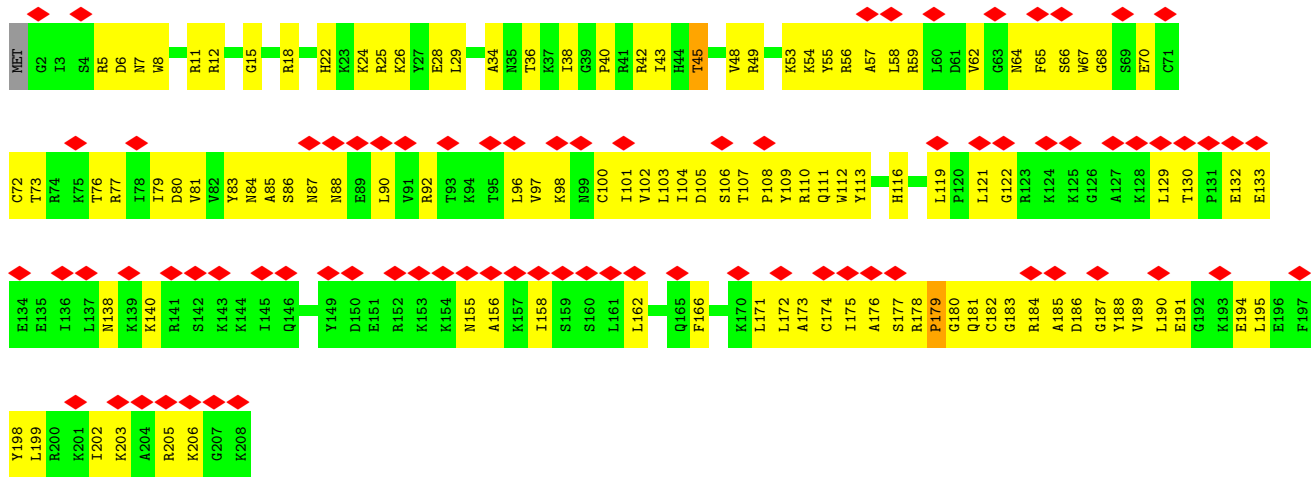 MET G2 I3 S4 R5 D6 N7 W8 R11 R12 G15 R18 H22 K23 K24 R25 K26 Y27 E28 L29 A34 N35 T36 K37 I38 G39 P40 R41 R42 I43 H44 T45 V48 R49 K53 K54 Y55 R56 A57 L58 R59 L60 D61 V62 G63 N64 F65 S66 W67 G68 S69 E70 C71
C72 T73 R74 K75 T76 R77 I78 I79 D80 V81 V82 Y83 N84 A85 S86 N87 N88 E89 L90 V91 R92 T93 K94 T95 L96 V97 K98 N99 C100 I101 V102 L103 I104 D105 S106 T107 P108 Y109 R110 Q111 W112 Y113 H116 L119 P120 L121 G122 R123 K124 K125 G126 A127 K128 L129 T130 P131 E132 E133
E134 E135 I136 L137 N138 K139 K140 R141 S142 K143 K144 I145 Q146 Y149 D150 E151 R152 K153 K154 N155 A156 K157 I158 S159 S160 L161 L162 Q165 F166 K170 L171 L172 A173 C174 I175 A176 S177 R178 P179 G180 Q181 C182 G183 R184 A185 D186 G187 Y188 V189 L190 E191 G192 K193 E194 L195 E196 F197
Y198 L199 R200 K201 I202 K203 A204 R205 K206 G207 K208